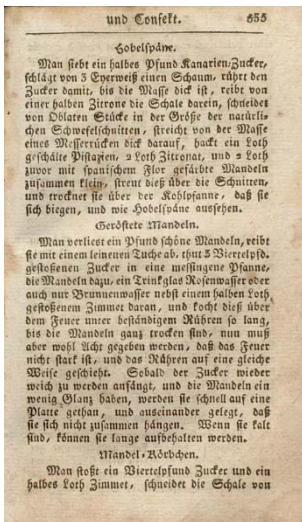 und Confekt. 555
Hobelspäne.
Man siebt ein halbes Pfund Kanarien-Zucker,
schlägt von 3 Eyerweiß einen Schaum, rührt den
Zucker damit, bis die Masse dick ist, reibt von
einer halben Zitrone die Schale darein, schneidet
von Oblaten Stücke in der Größe der natürli-
chen Schwefelschnitten, streicht von der Masse
eines Messerrücken dick darauf, hackt ein Loth
geschälte Pistazien, 2 Loth Zitronat, und 2 Loth
zuvor mit spanischem Flor gefärbte Mandeln
zusammen klein, streut dieß über die Schnitten,
und trocknet sie über der Kohlpfanne, daß sie
sich biegen, und wie Hobelspäne aussehen.
Geröstete Mandeln.
Man verliest ein Pfund schöne Mandeln, reibt
sie mit einem leinenen Tuche ab, thut 3 Viertelpfd.
gestoßenen Zucker in eine messingene Pfanne,
die Mandeln dazu, ein Trinkglas Rosenwasser oder
auch nur Brunnenwasser nebst einem halben Loth
gestoßenem Zimmet daran, und kocht dieß über
dem Feuer unter beständigem Rühren so lang,
bis die Mandeln ganz trocken sind, nun muß
aber wohl Acht gegeben werden, daß das Feuer
nicht stark ist, und das Rühren auf eine gleiche
Weise geschieht. Sobald der Zucker wieder
weich zu werden anfängt, und die Mandeln ein
wenig Glanz haben, werden sie schnell auf eine
Platte gethan, und auseinander gelegt, daß
sie sich nicht zusammen hängen. Wenn sie kalt
sind, können sie lange aufbehalten werden.
Mandel-Körbchen.
Man stoßt ein Viertelpfund Zucker und ein
halbes Loth Zimmet, schneidet die Schale von